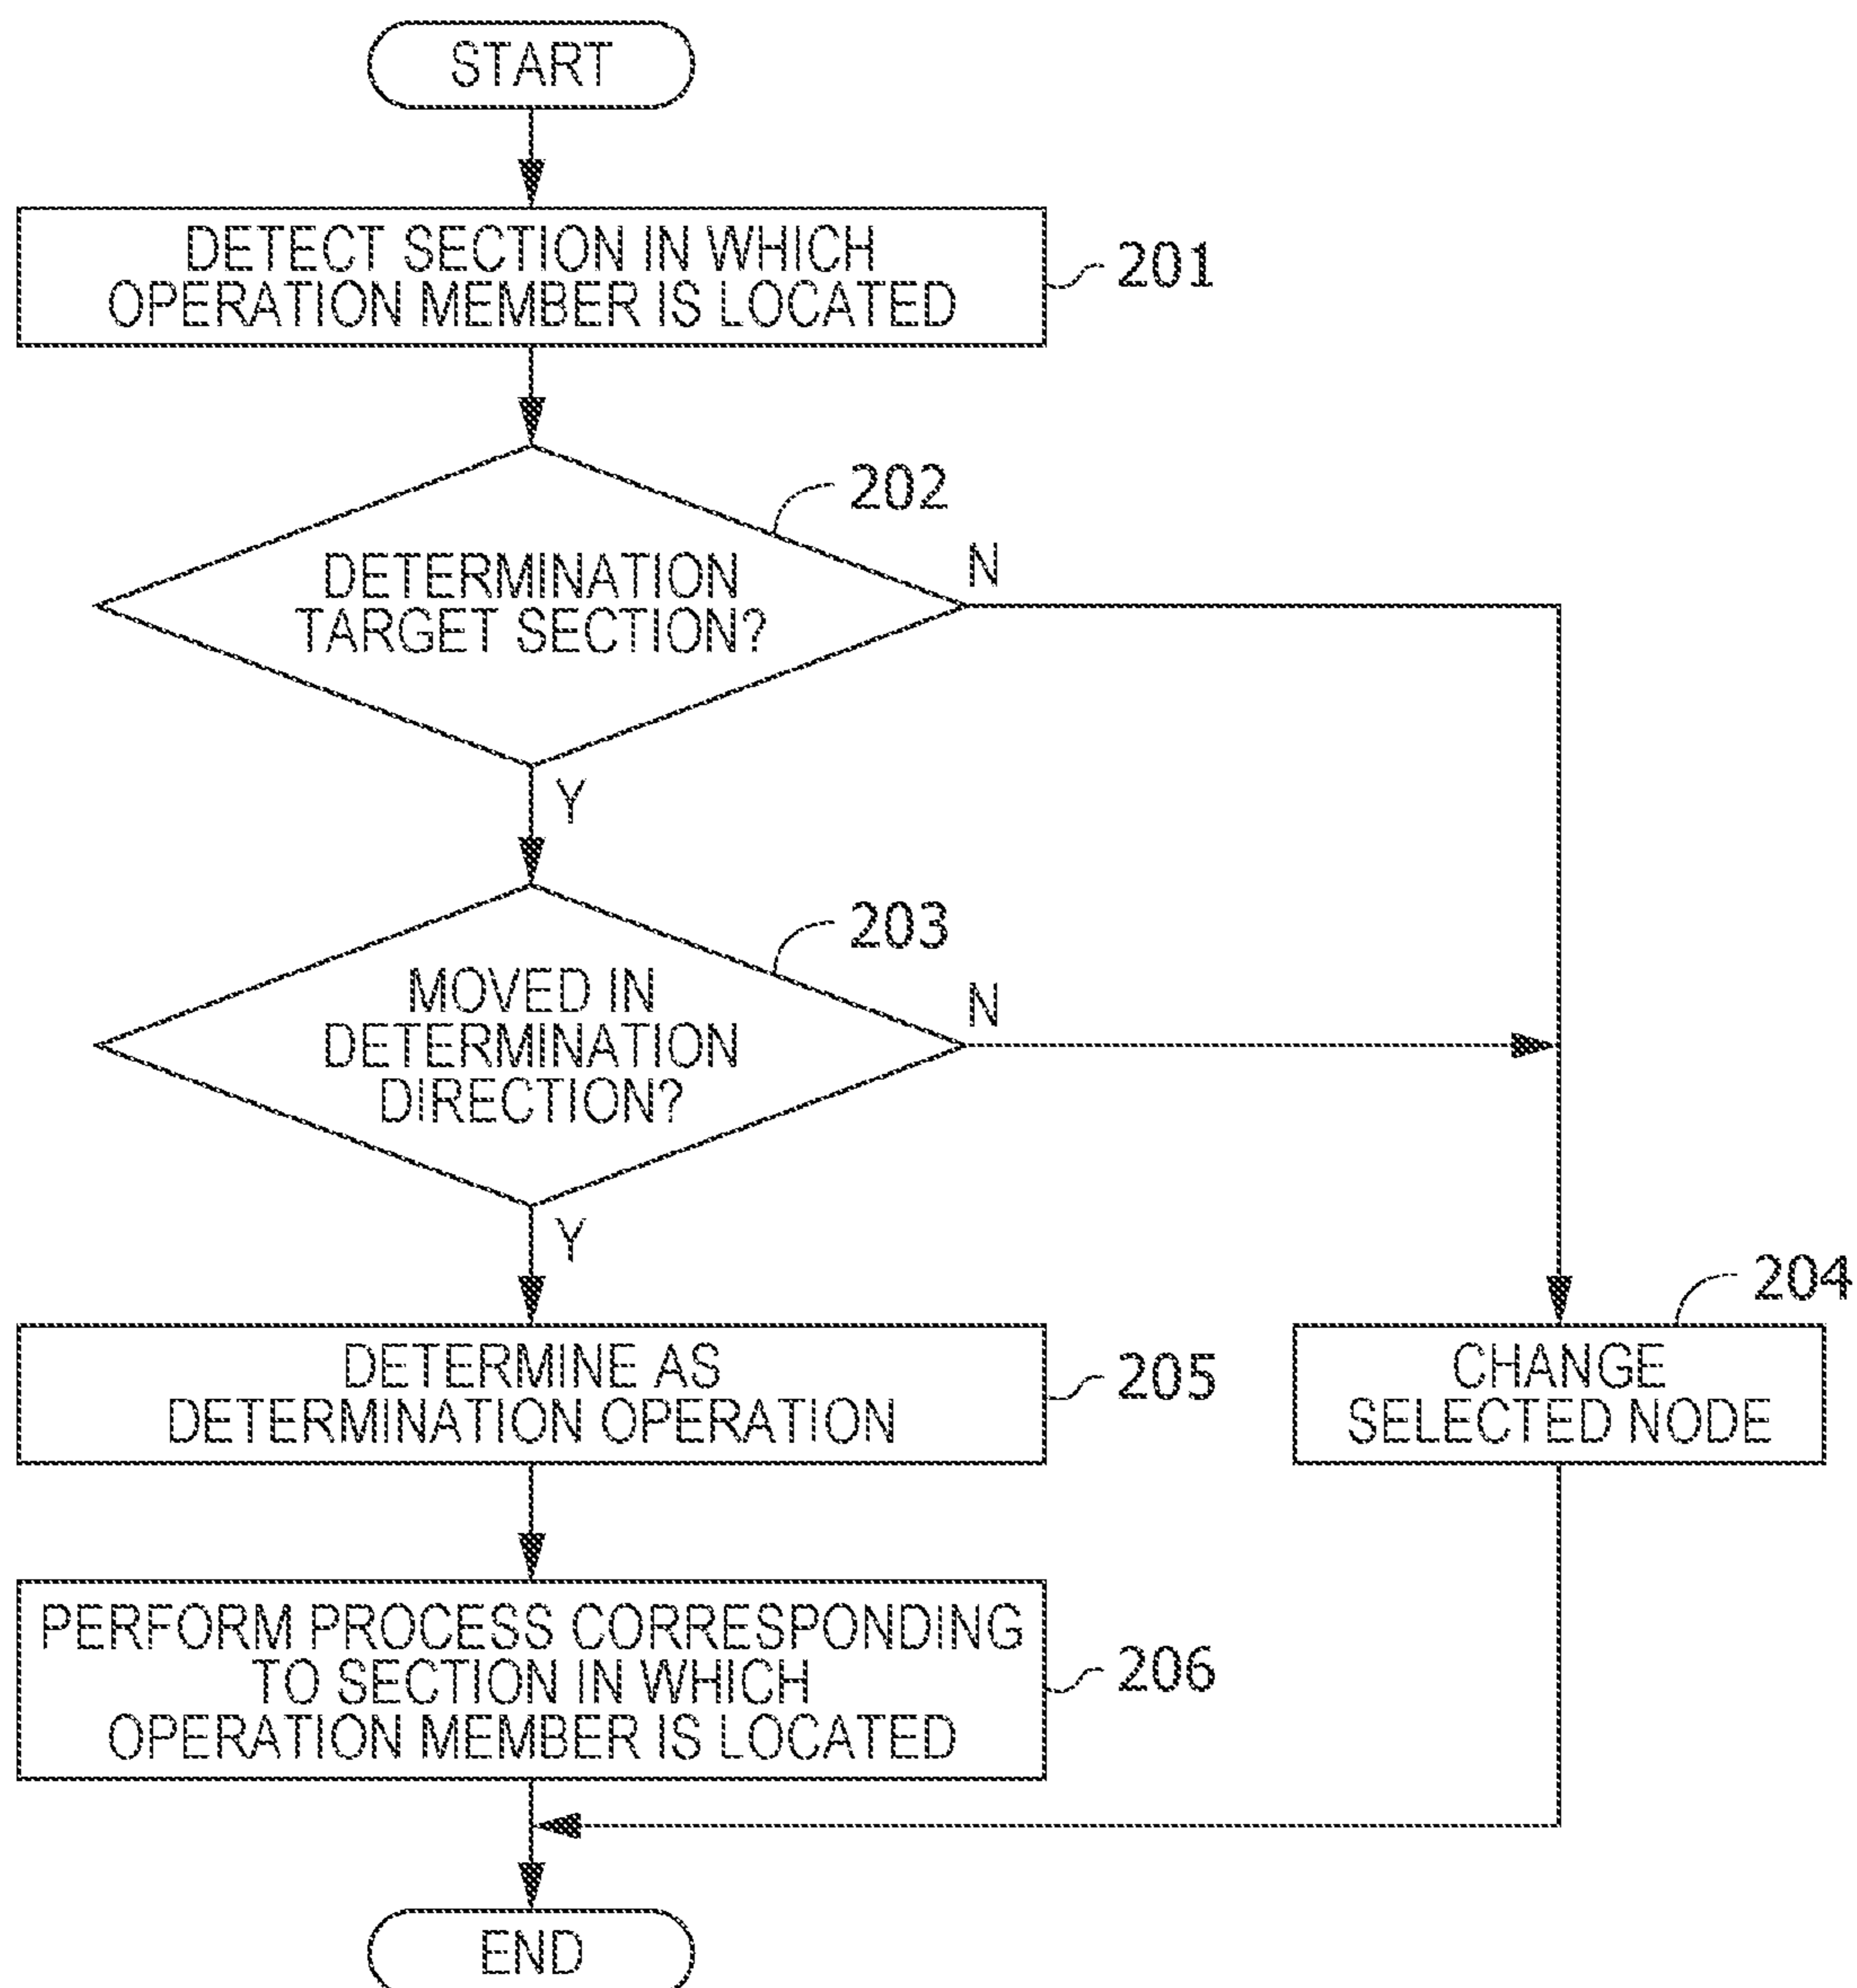 START
DETECT SECTION IN WHICH
OPERATION MEMBER IS LOCATED
201
202
DETERMINATION
TARGET SECTION?
N
Y
203
MOVED IN
DETERMINATION
DIRECTION?
N
Y
204
DETERMINE AS
DETERMINATION OPERATION
205
CHANGE
SELECTED NODE
PERFORM PROCESS CORRESPONDING
TO SECTION IN WHICH
OPERATION MEMBER IS LOCATED
206
END